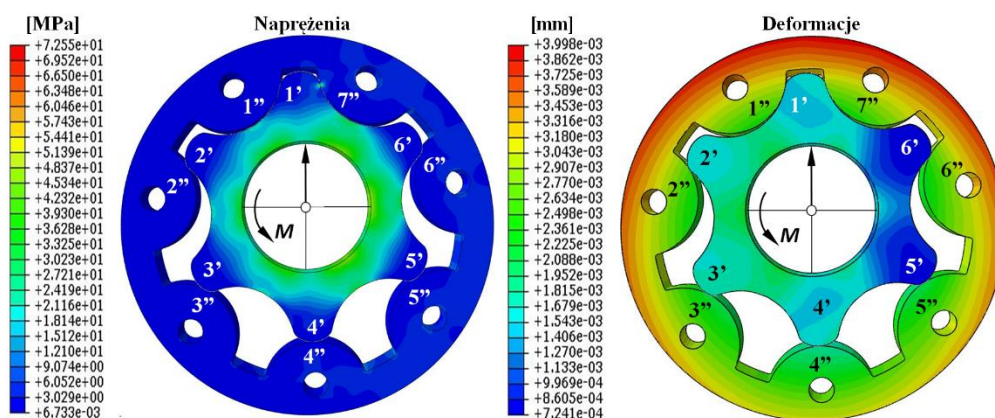 [MPa]
Naprężenia
+7.255e+01
+6.952e+01
+6.650e+01
+6.348e+01
+6.046e+01
+5.743e+01
+5.441e+01
+5.139e+01
+4.837e+01
+4.534e+01
+4.232e+01
+3.930e+01
+3.628e+01
+3.325e+01
+3.023e+01
+2.721e+01
+2.419e+01
+2.116e+01
+1.814e+01
+1.512e+01
+1.210e+01
+9.074e+00
+6.052e+00
+3.029e+00
+6.733e-03
1”
1’
7”
2’
6’
2”
6”
M
3’
5’
3”
5”
4’
4”
[mm]
Deformacje
+3.998e-03
+3.862e-03
+3.725e-03
+3.589e-03
+3.453e-03
+3.316e-03
+3.180e-03
+3.043e-03
+2.907e-03
+2.770e-03
+2.634e-03
+2.498e-03
+2.361e-03
+2.225e-03
+2.088e-03
+1.952e-03
+1.815e-03
+1.679e-03
+1.543e-03
+1.406e-03
+1.270e-03
+1.133e-03
+9.969e-04
+8.605e-04
+7.241e-04
1”
1’
7”
2’
6’
2”
6”
M
3’
5’
3”
5”
4’
4”